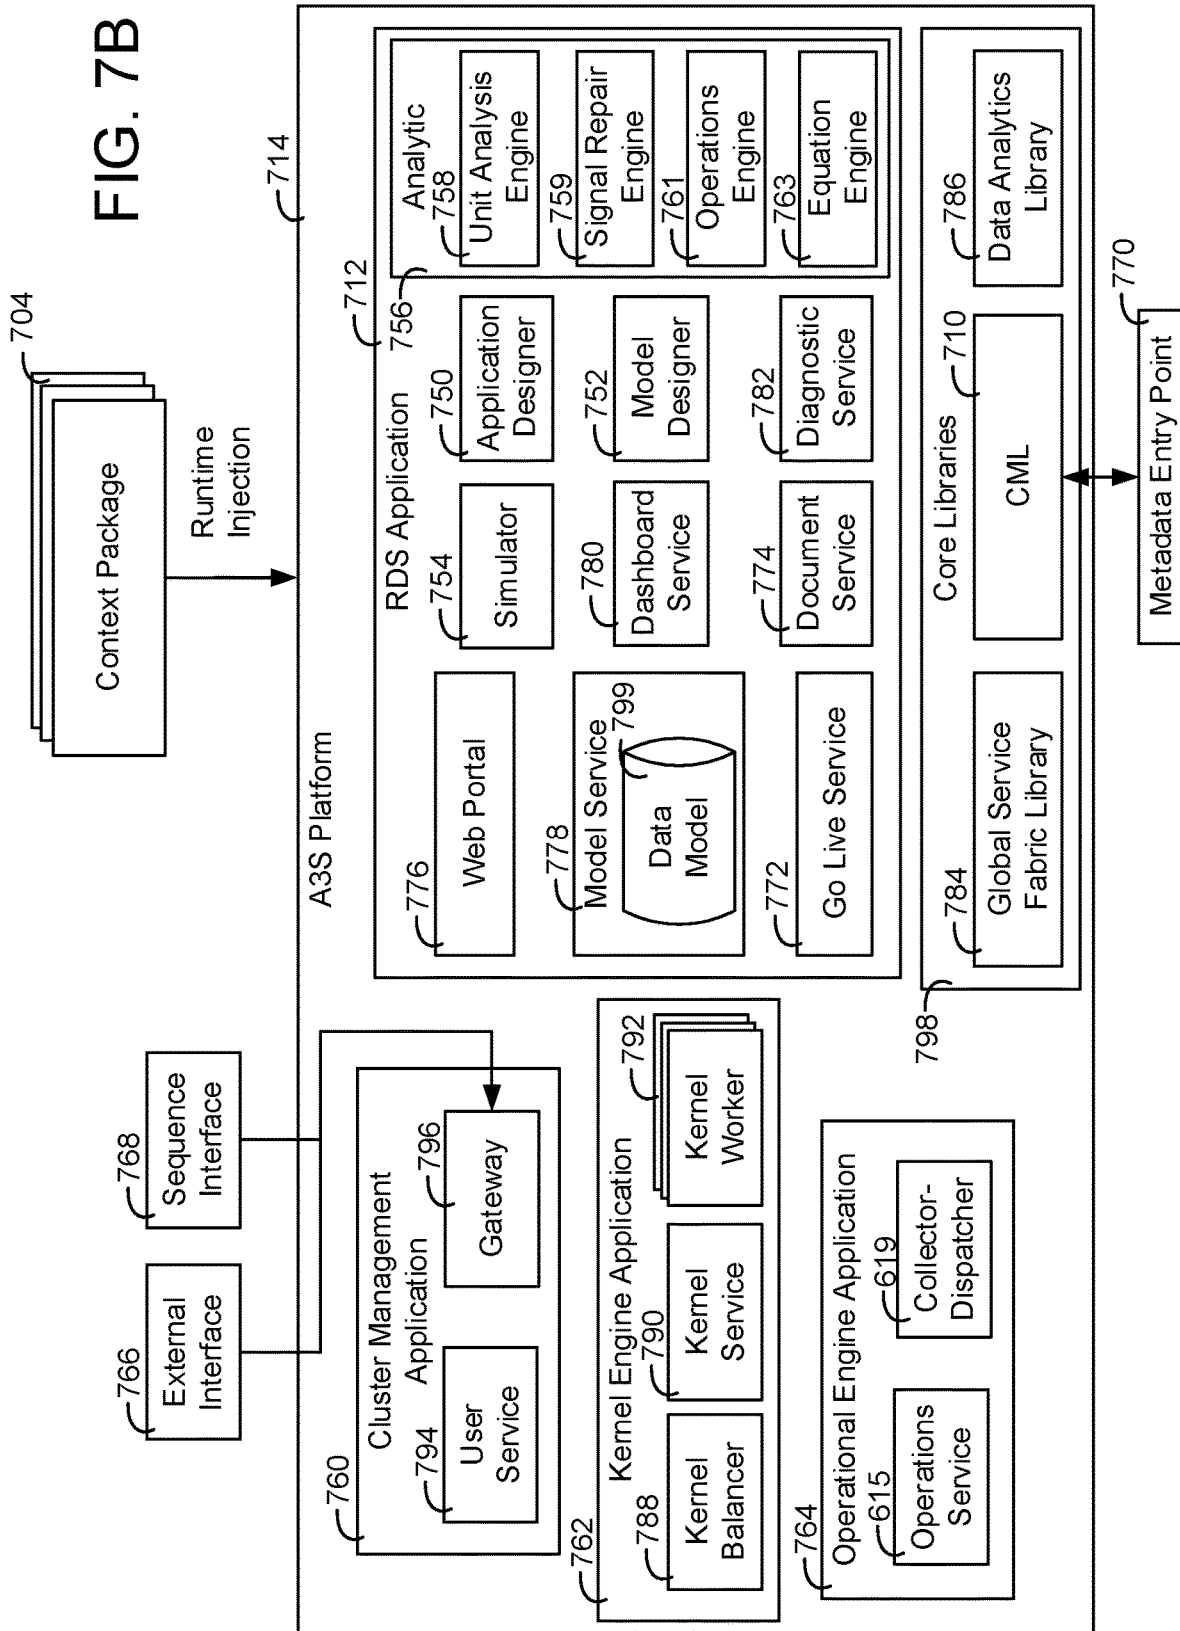 FIG. 7B
766
External
Interface
768
Sequence
Interface
704
Context Package
Runtime
Injection
714
A3S Platform
760
Cluster Management
Application
794
User
Service
796
Gateway
762
Kernel Engine Application
788
Kernel
Balancer
790
Kernel
Service
792
Kernel
Worker
764
Operational Engine Application
615
Operations
Service
619
Collector-
Dispatcher
712
RDS Application
776
Web Portal
754
Simulator
750
Application
Designer
778
Model Service
799
Data
Model
780
Dashboard
Service
752
Model
Designer
772
Go Live Service
774
Document
Service
782
Diagnostic
Service
756
Analytic
758
Unit Analysis
Engine
759
Signal Repair
Engine
761
Operations
Engine
763
Equation
Engine
798
Core Libraries
784
Global Service
Fabric Library
710
CML
786
Data Analytics
Library
770
Metadata Entry Point